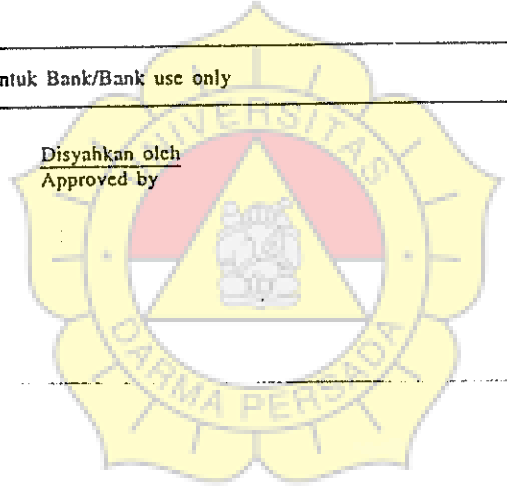 ntuk Bank/Bank use only
UNIVERSITAS
Disyahkan oleh
Approved by
DARMA PERSADA